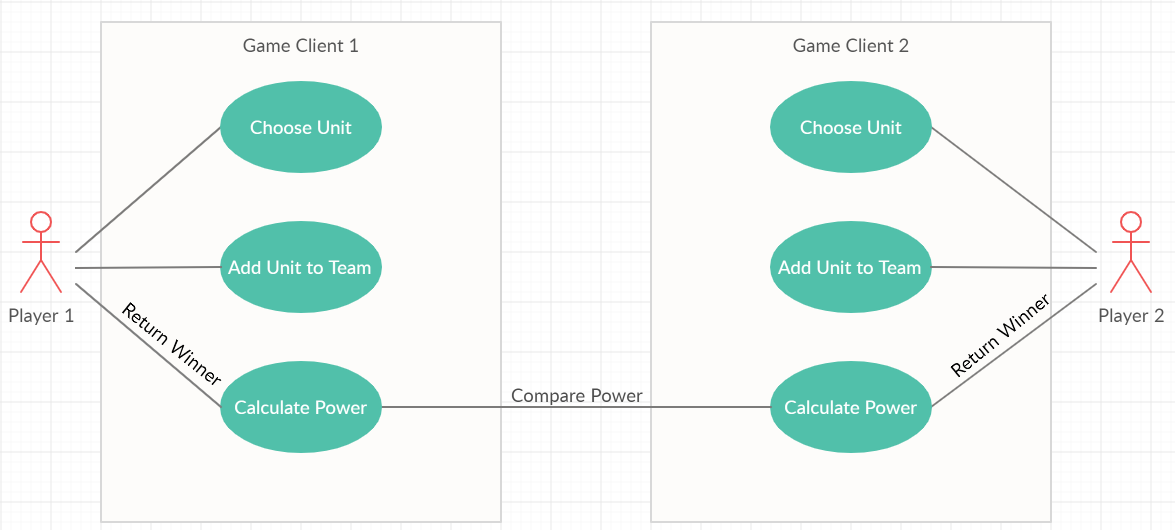 Game Client 1
Game Client 2
Choose Unit
Choose Unit
Add Unit to Team
Add Unit to Team
Player 1
Player 2
Return Winner
Return Winner
Calculate Power
Compare Power
Calculate Power